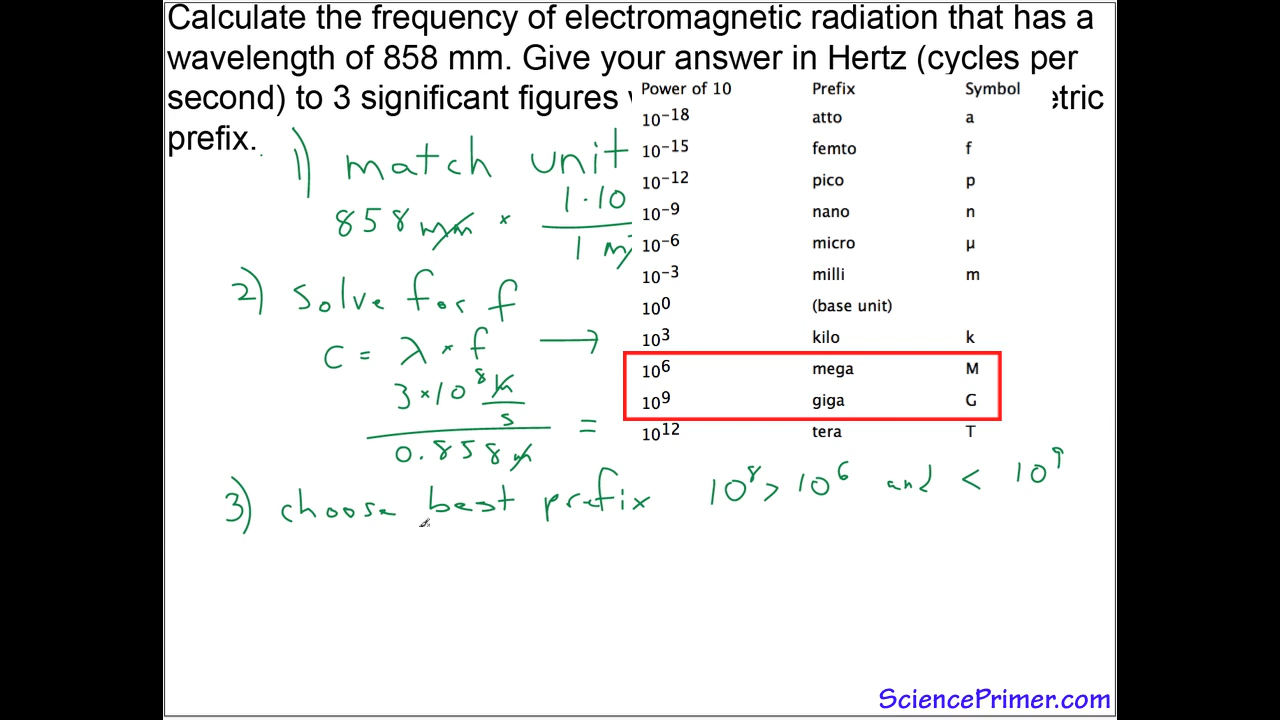 Calculate the frequency of electromagnetic radiation that has a
wavelength of 858 mm. Give your answer in Hertz (cycles per
second) to 3 significant figures
prefix.
Power of 10 Prefix Symbol
10^-18 atto a
10^-15 femto f
10^-12 pico p
10^-9 nano n
10^-6 micro µ
10^-3 milli m
10^0 (base unit)
10^3 kilo k
10^6 mega M
10^9 giga G
10^12 tera T
1) match unit
858 mm × 1·10
1 m
2) solve for f
c = λ × f →
3×10^8 m
s
0.858 m =
3) choose best prefix 10^8 > 10^6 and < 10^9
SciencePrimer.com